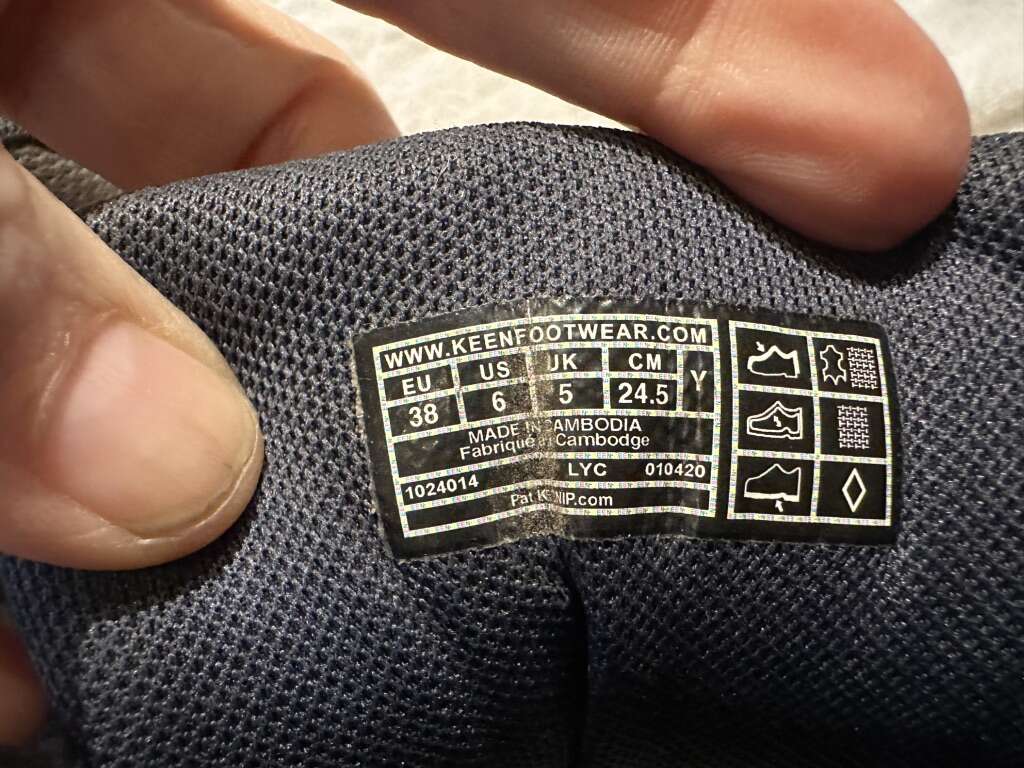 WWW.KEENFOOTWEAR.COM
EU US UK CM Y
38 6 5 24.5
MADE IN CAMBODIA
Fabriqué Cambodge
1024014 LYC 010420
Pat KEENIP.com